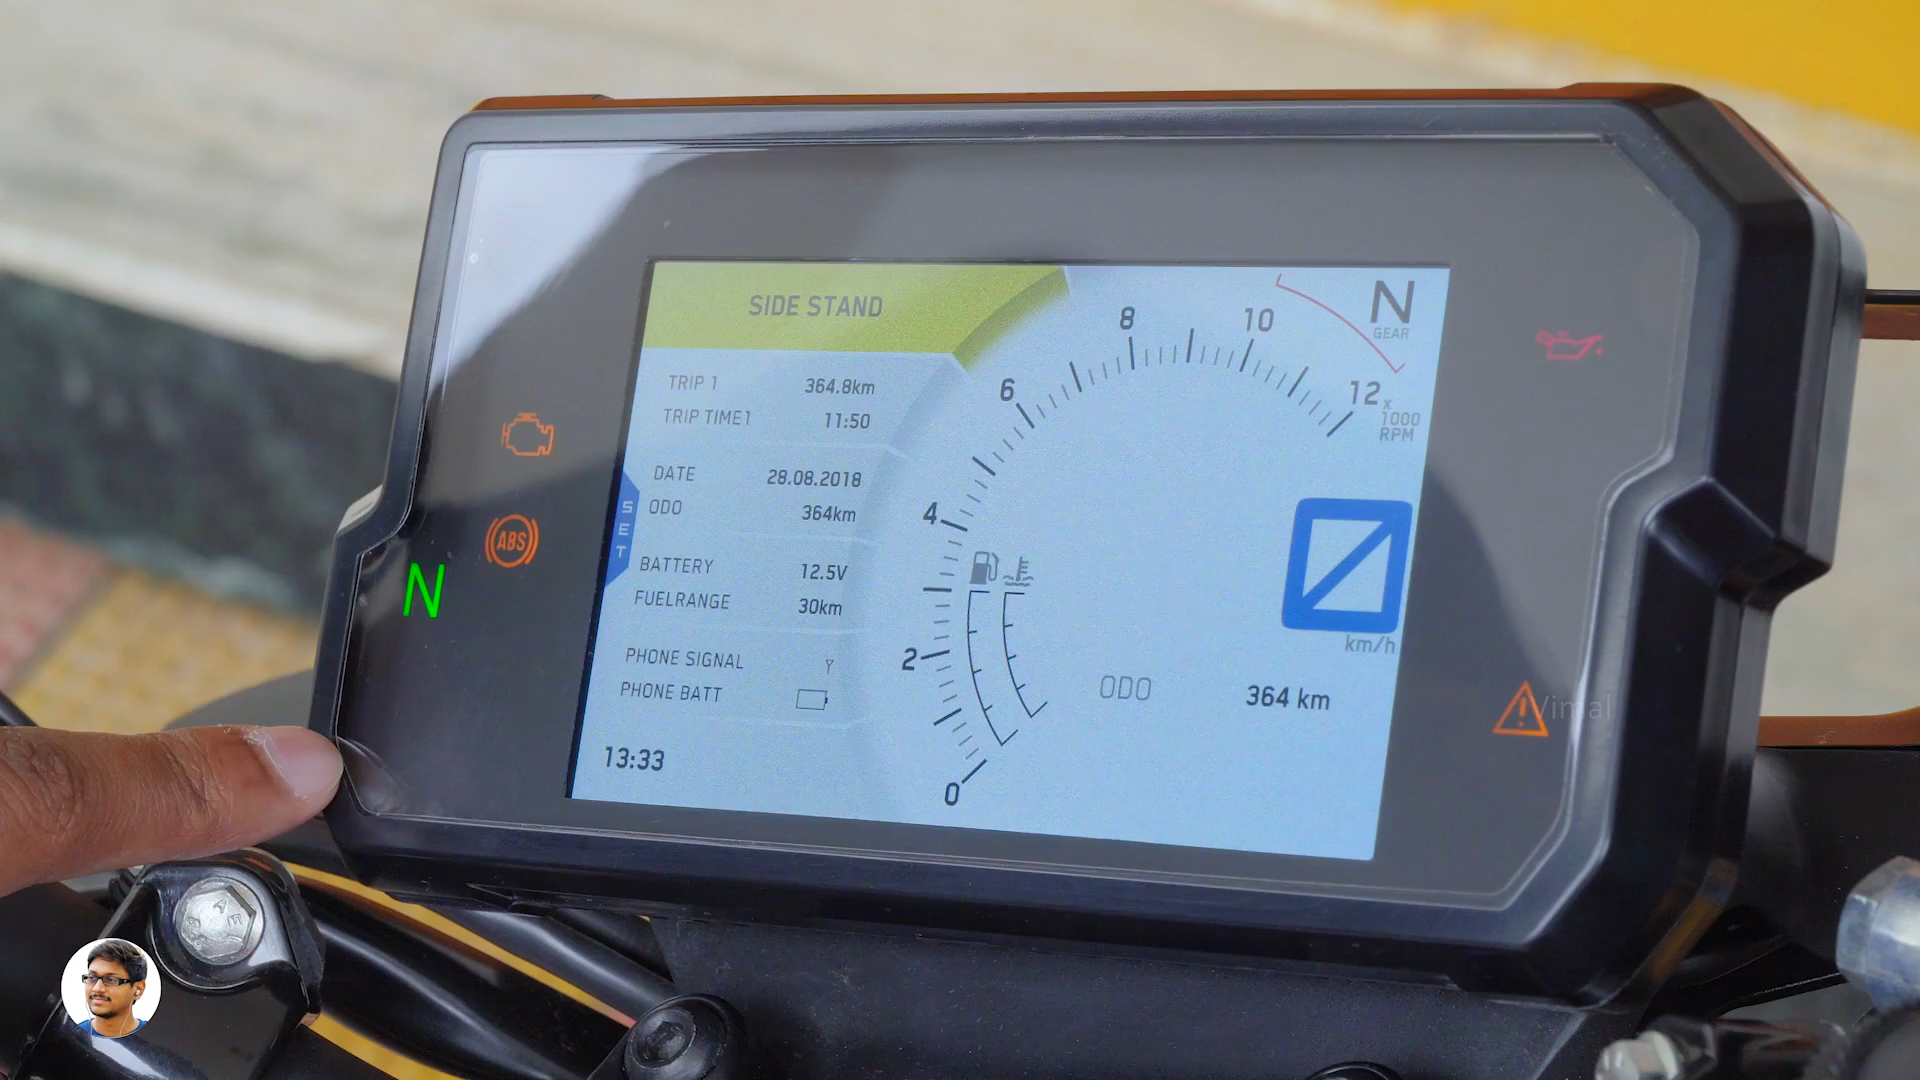 SIDE STAND
TRIP 1 364.8km
TRIP TIME1 11:50
DATE 28.08.2018
ODO 364km
BATTERY 12.5V
FUELRANGE 30km
PHONE SIGNAL
PHONE BATT
13:33
SET
0
2
4
6
8
10
12
x
1000
RPM
N
GEAR
0
km/h
ODO 364 km
ABS
N
Vimal